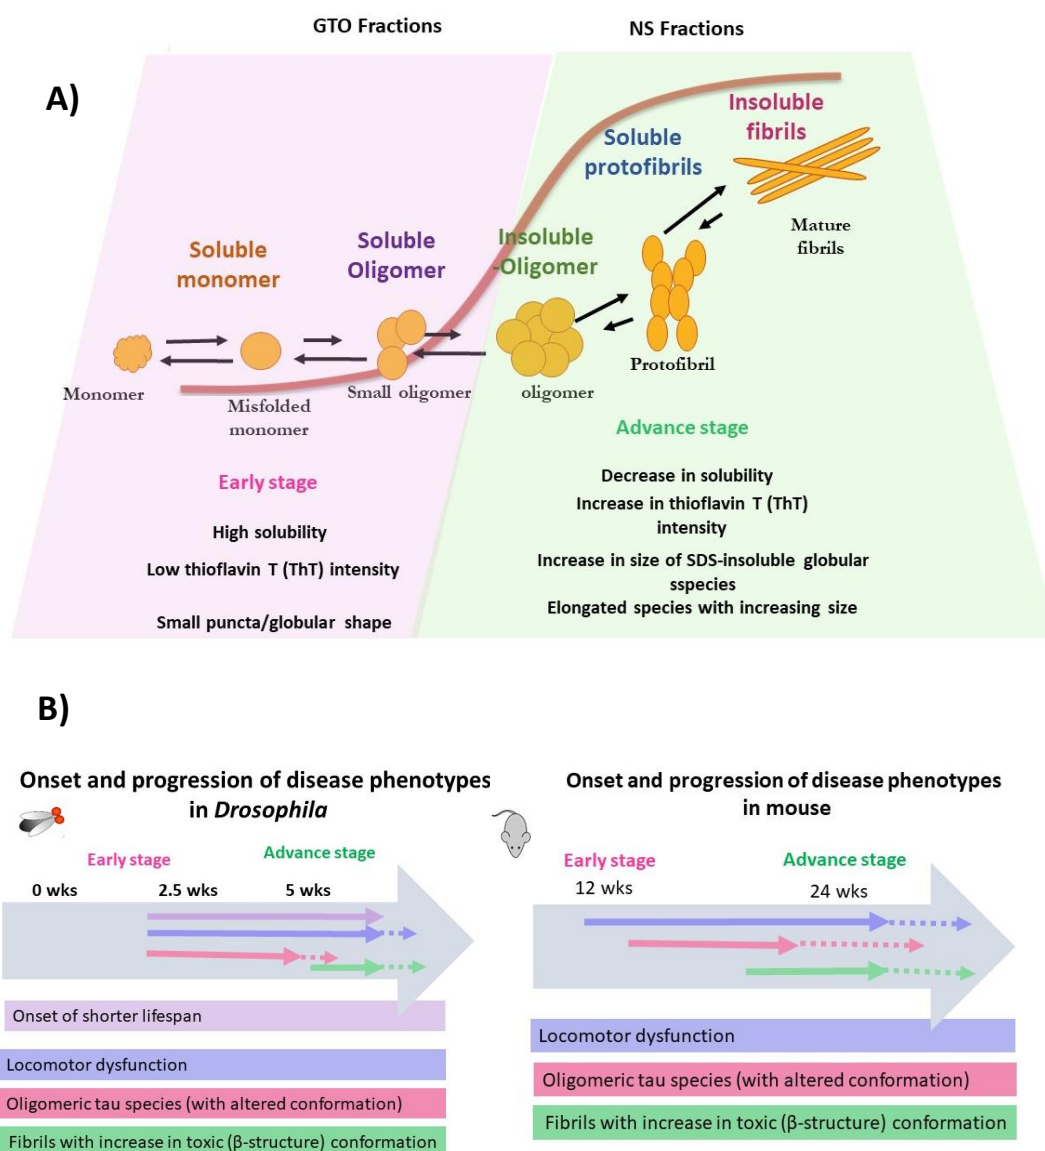 GTO Fractions
NS Fractions
A)
Insoluble
fibrils
Soluble
protofibrils
Mature
fibrils
Soluble
monomer
Soluble
Oligomer
Insoluble
-Oligomer
Monomer
Misfolded
monomer
Small oligomer
oligomer
Protofibril
Early stage
High solubility
Low thioflavin T (ThT) intensity
Small puncta/globular shape
Advance stage
Decrease in solubility
Increase in thioflavin T (ThT)
intensity
Increase in size of SDS-insoluble globular
sspecies
Elongated species with increasing size
B)
Onset and progression of disease phenotypes
in Drosophila
Early stage
Advance stage
0 wks
2.5 wks
5 wks
Onset of shorter lifespan
Locomotor dysfunction
Oligomeric tau species (with altered conformation)
Fibrils with increase in toxic (β-structure) conformation
Onset and progression of disease phenotypes
in mouse
Early stage
Advance stage
12 wks
24 wks
Locomotor dysfunction
Oligomeric tau species (with altered conformation)
Fibrils with increase in toxic (β-structure) conformation